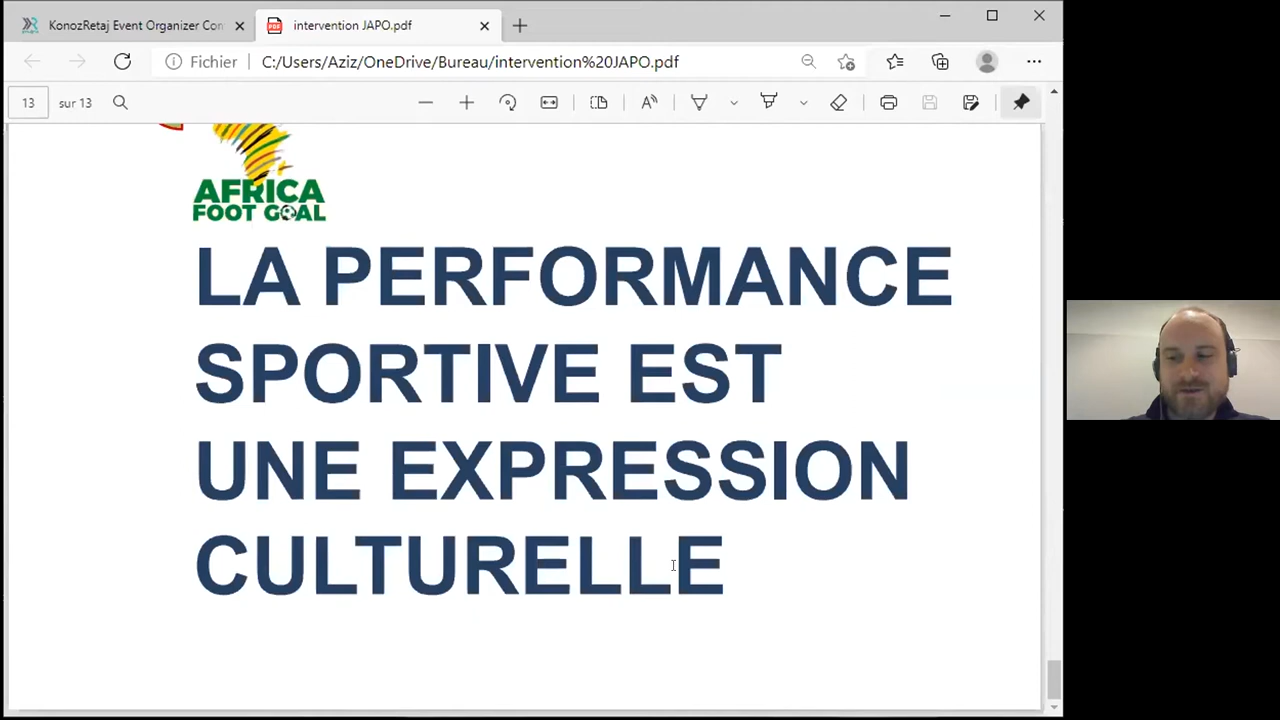 KonozRetaj Event Organizer Con
intervention JAPO.pdf
Fichier
C:/Users/Aziz/OneDrive/Bureau/intervention%20JAPO.pdf
13 sur 13
AFRICA
FOOT GOAL
LA PERFORMANCE
SPORTIVE EST
UNE EXPRESSION
CULTURELLE